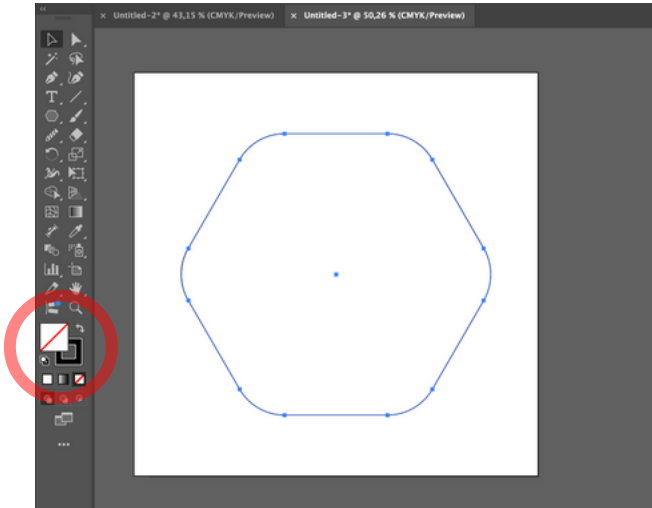 × Untitled-2* @ 43,15 % (CMYK/Preview) × Untitled-3* @ 50,26 % (CMYK/Preview)
T